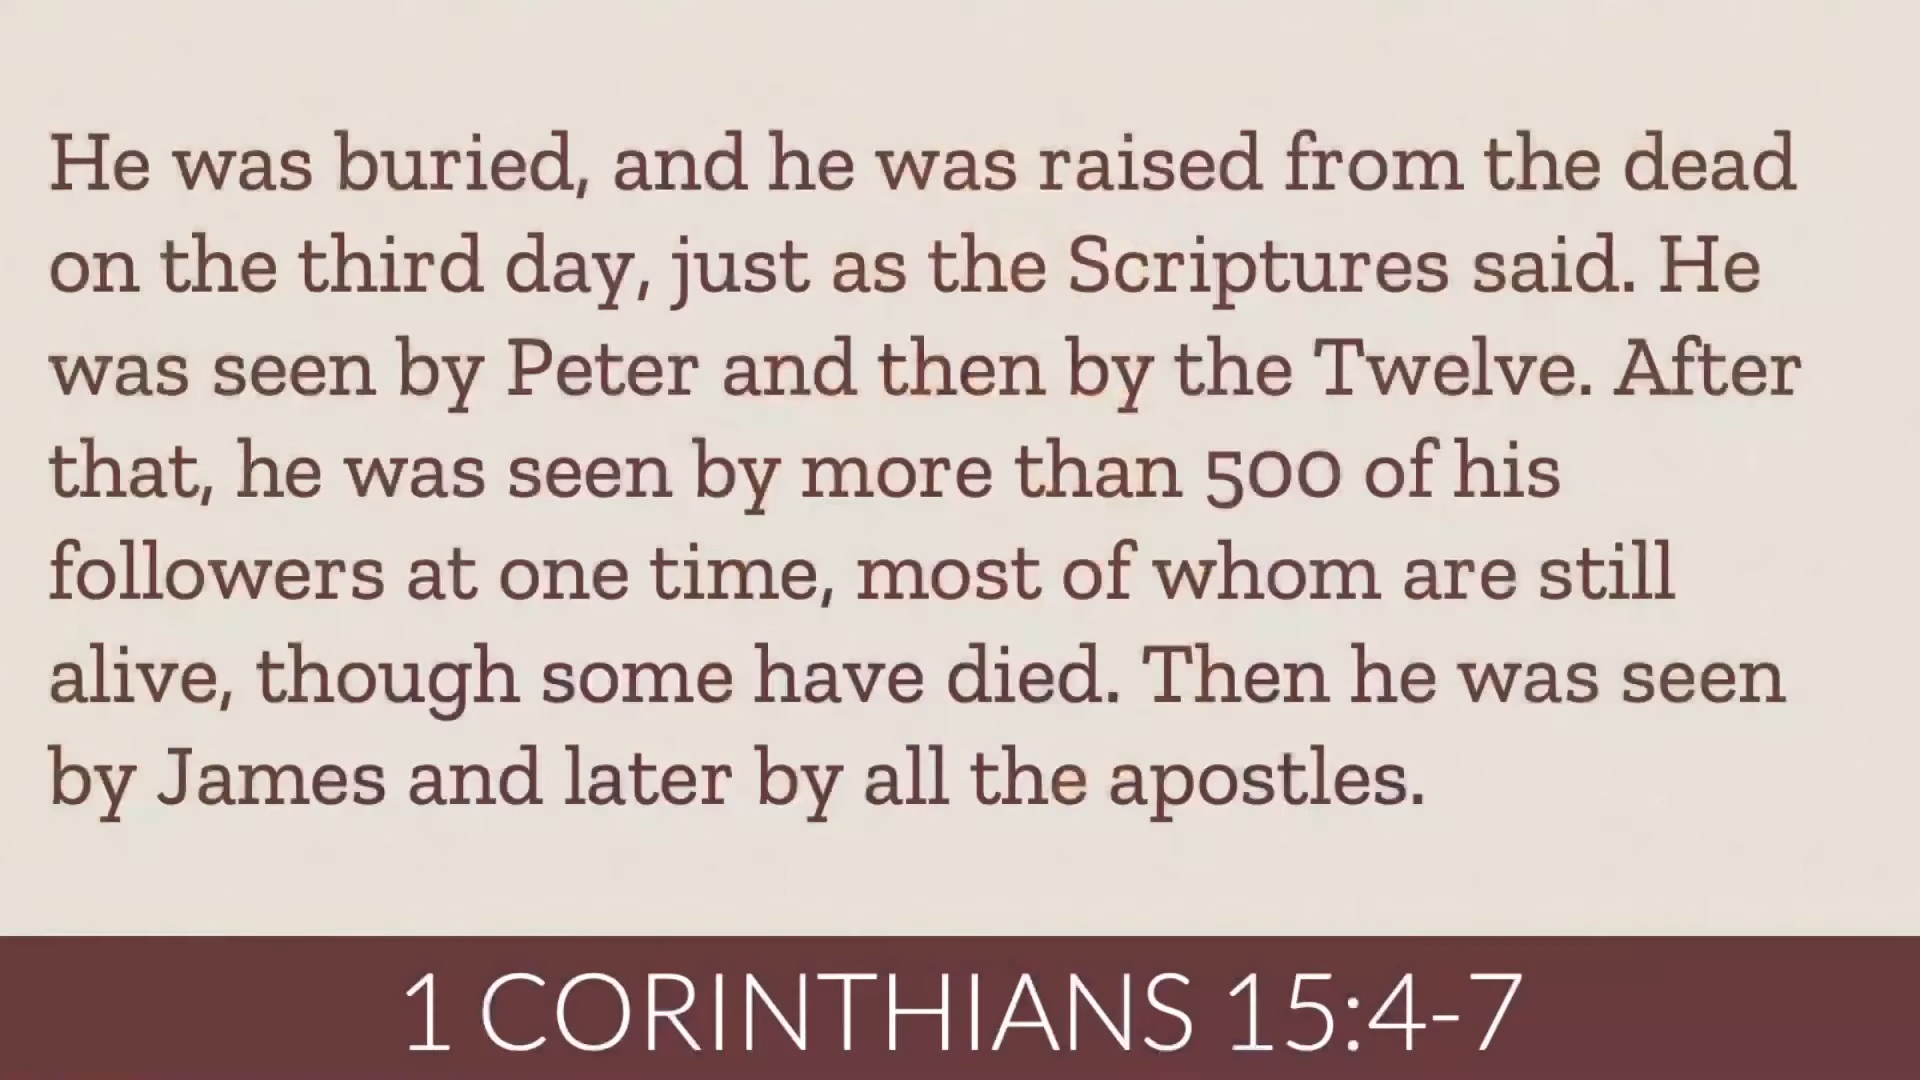 He was buried, and he was raised from the dead
on the third day, just as the Scriptures said. He
was seen by Peter and then by the Twelve. After
that, he was seen by more than 500 of his
followers at one time, most of whom are still
alive, though some have died. Then he was seen
by James and later by all the apostles.
1 CORINTHIANS 15:4-7